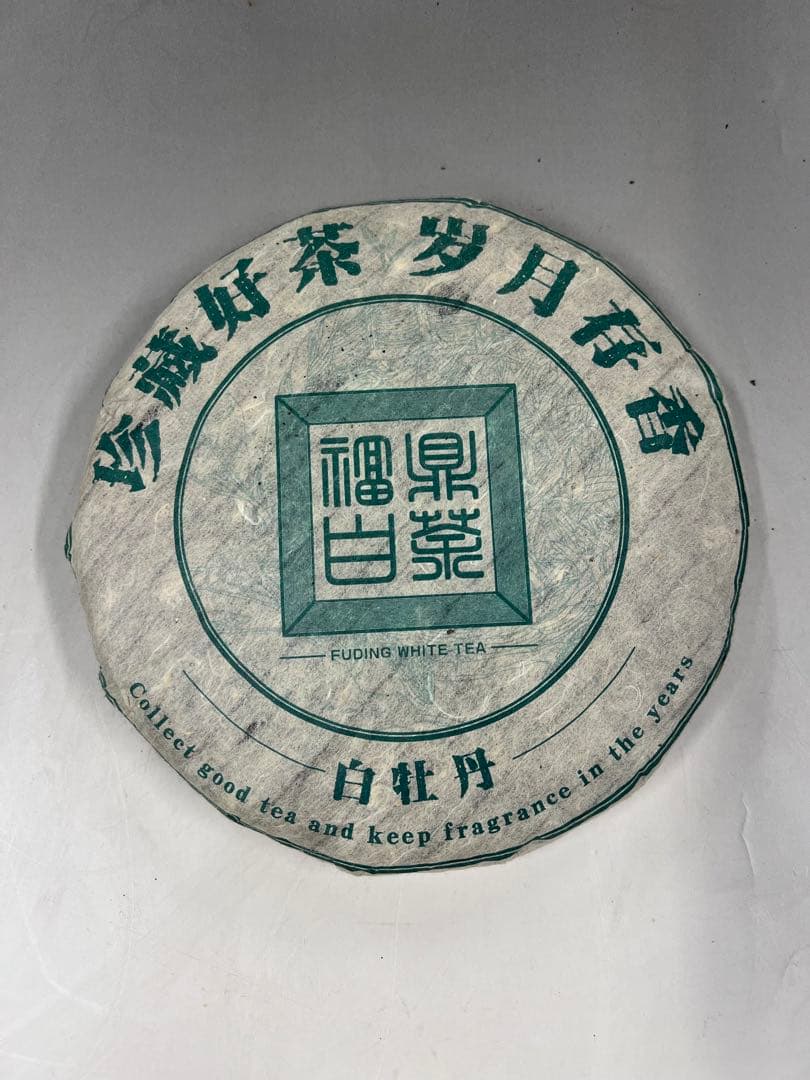 珍藏好茶 岁月存香
福鼎
白茶
FUDING WHITE TEA
白牡丹
Collect good tea and keep fragrance in the years